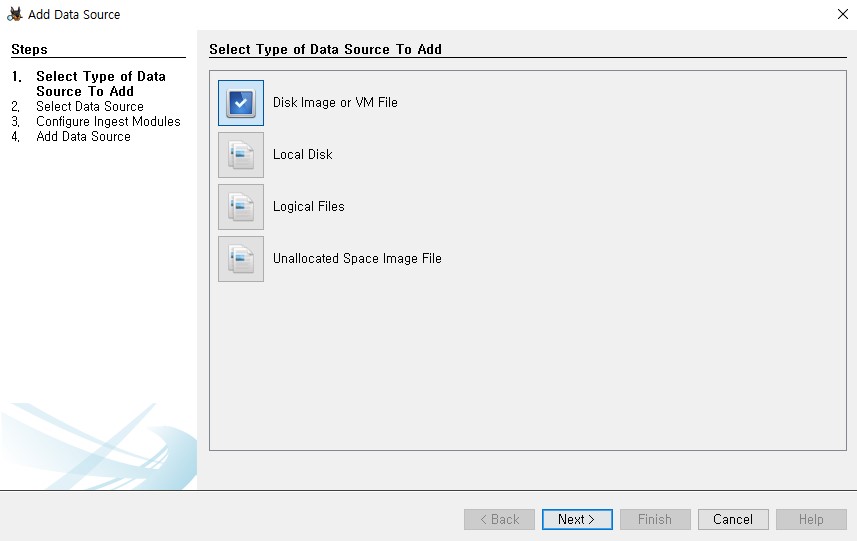 Add Data Source
Steps
1. Select Type of Data
Source To Add
2. Select Data Source
3. Configure Ingest Modules
4. Add Data Source
Select Type of Data Source To Add
Disk Image or VM File
Local Disk
Logical Files
Unallocated Space Image File
< Back
Next >
Finish
Cancel
Help